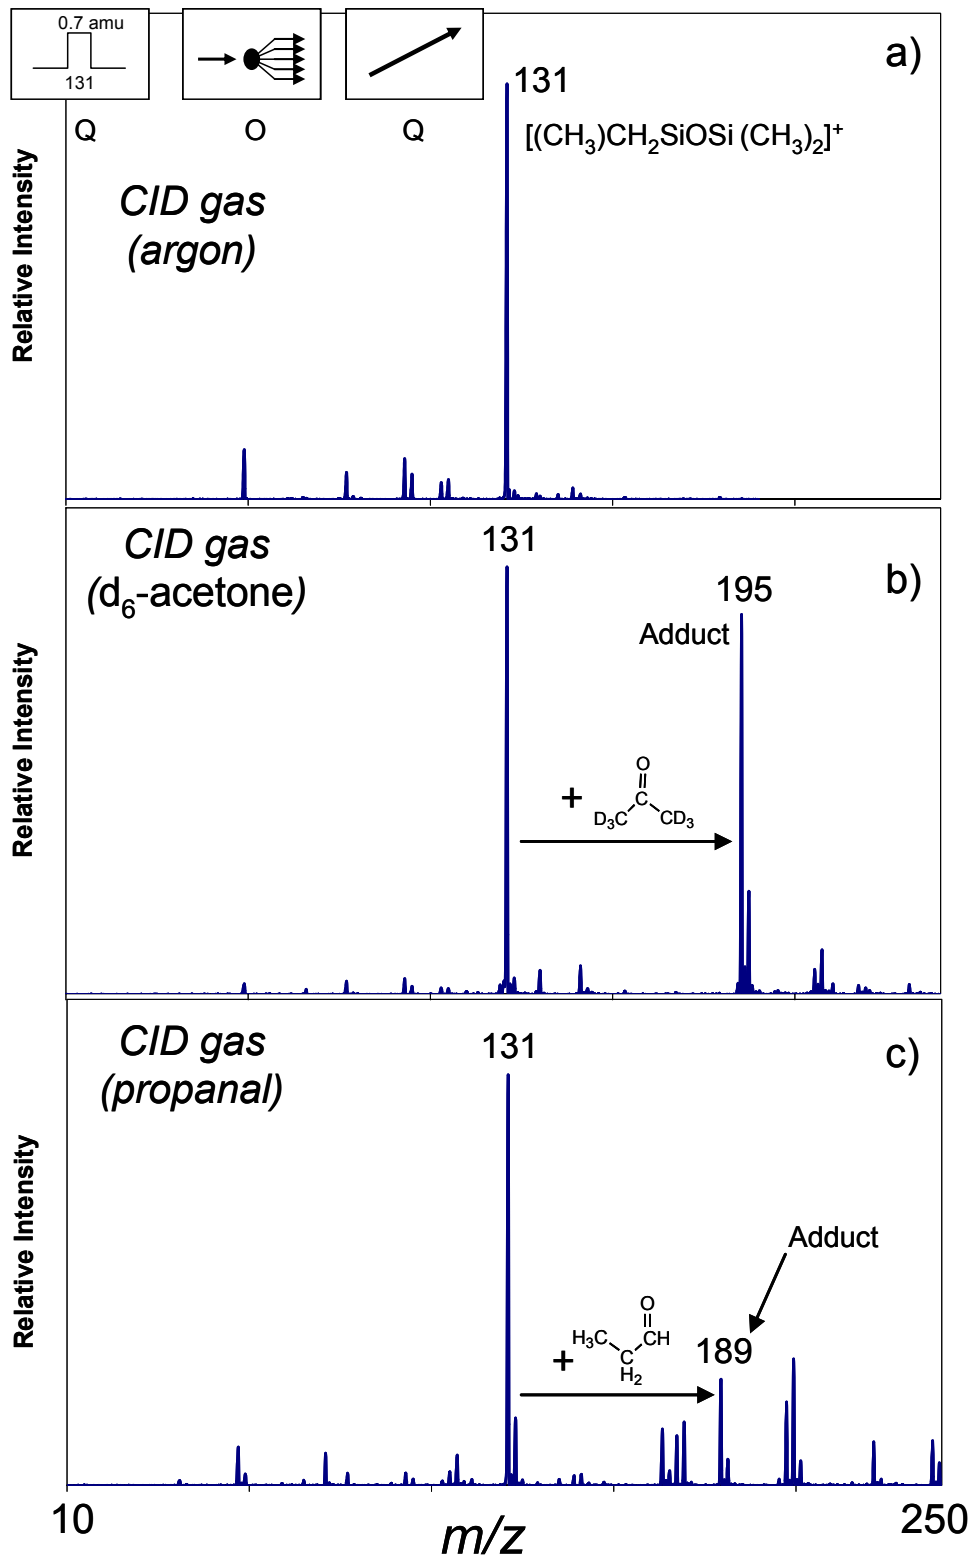 0.7 amu
131
Q
O
Q
a)
131
[(CH₃)CH₂SiOSi (CH₃)₂]⁺
CID gas
(argon)
Relative Intensity
CID gas
(d₆-acetone)
131
b)
195
Adduct
+
O
C
D₃C
CD₃
Relative Intensity
CID gas
(propanal)
131
c)
Adduct
189
+
O
H₃C
CH
C
H₂
Relative Intensity
10
m/z
250